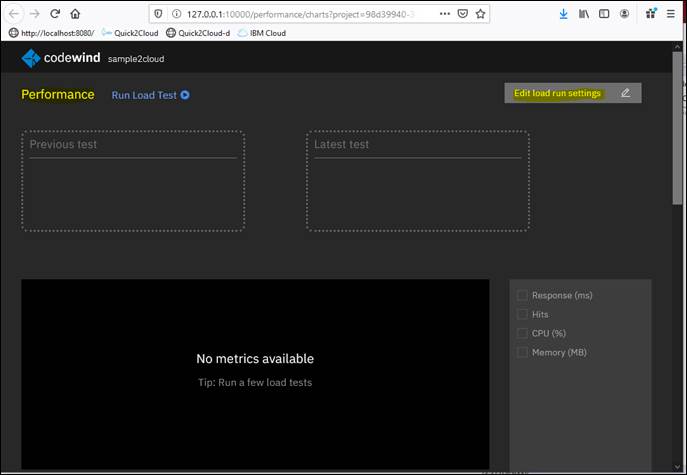 127.0.0.1:10000/performance/charts?project=98d39940-3
http://localhost:8080/ Quick2Cloud Quick2Cloud-d IBM Cloud
codewind sample2cloud
Performance Run Load Test Edit load run settings
Previous test Latest test
Response (ms)
Hits
CPU (%)
Memory (MB)
No metrics available
Tip: Run a few load tests